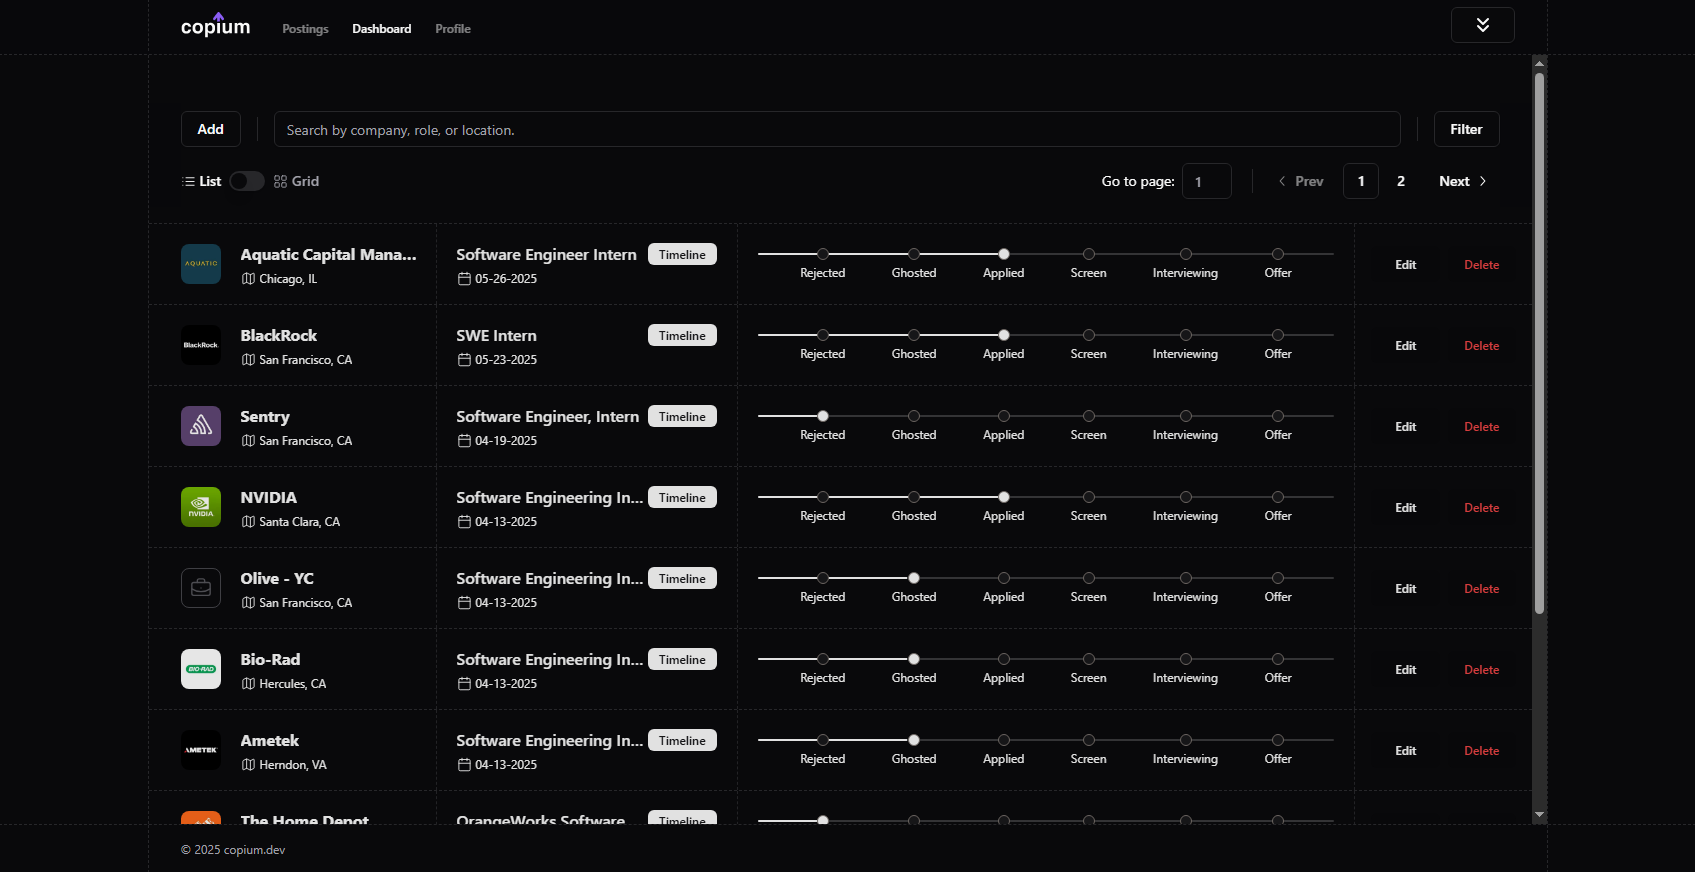 copium Postings Dashboard Profile
Add Search by company, role, or location. Filter
List Grid Go to page: 1 Prev 1 2 Next
AQUATIC Aquatic Capital Mana... Software Engineer Intern Timeline
Chicago, IL 05-26-2025 Rejected Ghosted Applied Screen Interviewing Offer Edit Delete
BlackRock. BlackRock SWE Intern Timeline
San Francisco, CA 05-23-2025 Rejected Ghosted Applied Screen Interviewing Offer Edit Delete
Sentry Software Engineer, Intern Timeline
San Francisco, CA 04-19-2025 Rejected Ghosted Applied Screen Interviewing Offer Edit Delete
NVIDIA NVIDIA Software Engineering In... Timeline
Santa Clara, CA 04-13-2025 Rejected Ghosted Applied Screen Interviewing Offer Edit Delete
Olive - YC Software Engineering In... Timeline
San Francisco, CA 04-13-2025 Rejected Ghosted Applied Screen Interviewing Offer Edit Delete
BIO-RAD Bio-Rad Software Engineering In... Timeline
Hercules, CA 04-13-2025 Rejected Ghosted Applied Screen Interviewing Offer Edit Delete
AMETEK Ametek Software Engineering In... Timeline
Herndon, VA 04-13-2025 Rejected Ghosted Applied Screen Interviewing Offer Edit Delete
The Home Depot OrangeWorks Software Timeline
© 2025 copium.dev